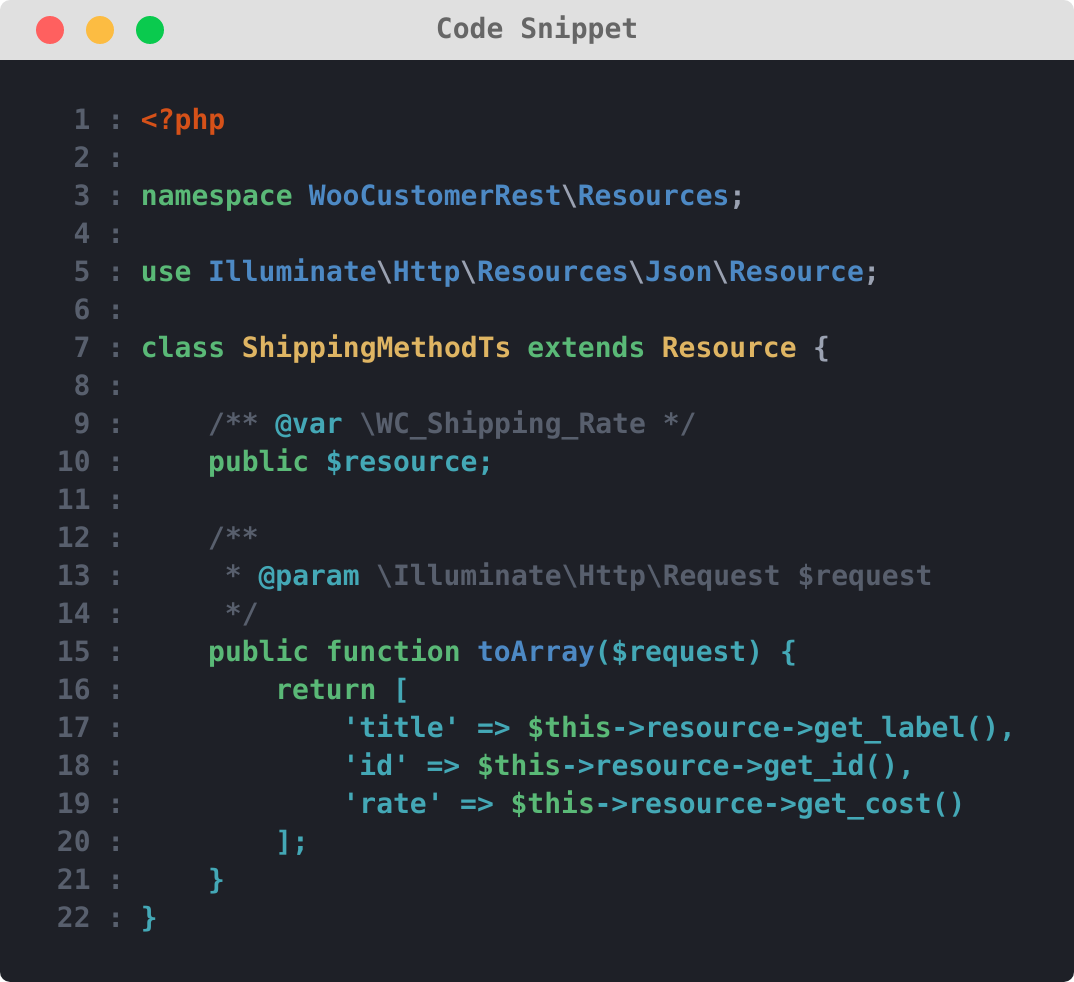 Code Snippet
1 : <?php
2 :
3 : namespace WooCustomerRest\Resources;
4 :
5 : use Illuminate\Http\Resources\Json\Resource;
6 :
7 : class ShippingMethodTs extends Resource {
8 :
9 :     /** @var \WC_Shipping_Rate */
10 :     public $resource;
11 :
12 :     /**
13 :      * @param \Illuminate\Http\Request $request
14 :      */
15 :     public function toArray($request) {
16 :         return [
17 :             'title' => $this->resource->get_label(),
18 :             'id' => $this->resource->get_id(),
19 :             'rate' => $this->resource->get_cost()
20 :         ];
21 :     }
22 : }